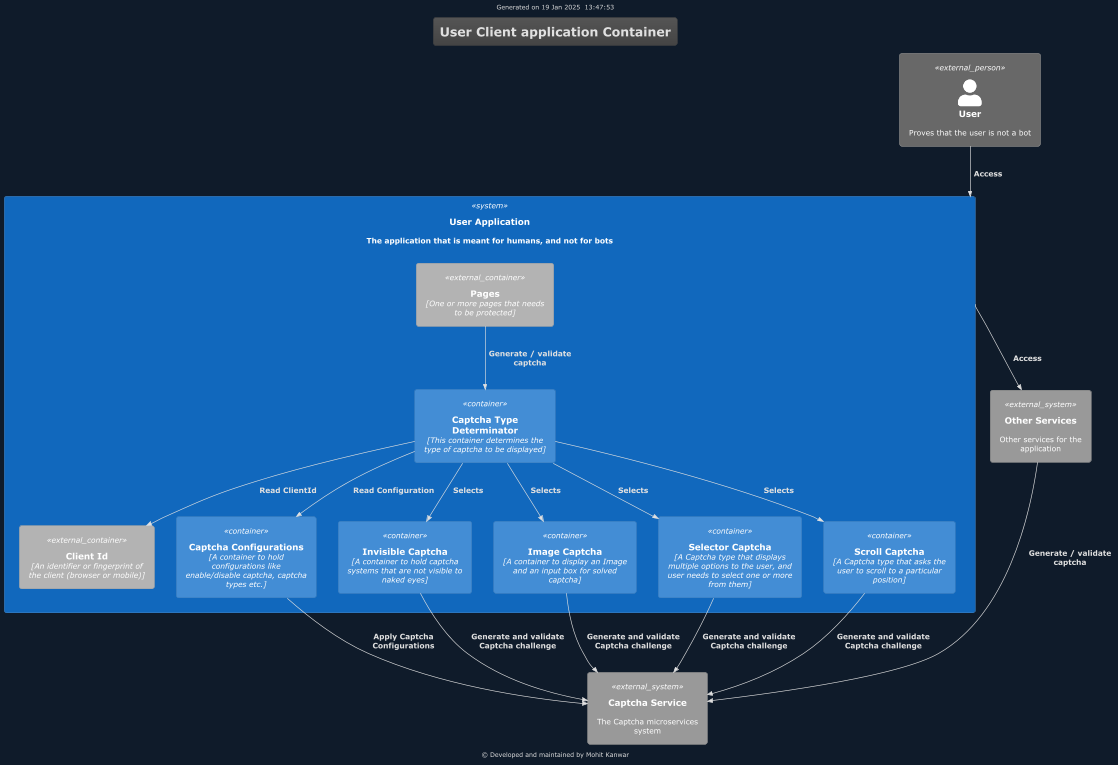 Generated on 19 Jan 2025  13:47:53
User Client application Container
«external_person»
User
Proves that the user is not a bot
Access
«system»
User Application
The application that is meant for humans, and not for bots
«external_container»
Pages
[One or more pages that needs
to be protected]
Generate / validate
captcha
Access
«container»
Captcha Type
Determinator
[This container determines the
type of captcha to be displayed]
«external_system»
Other Services
Other services for the
application
Read ClientId
Read Configuration
Selects
Selects
Selects
Selects
«external_container»
Client Id
[An identifier or fingerprint of
the client (browser or mobile)]
«container»
Captcha Configurations
[A container to hold
configurations like
enable/disable captcha, captcha
types etc.]
«container»
Invisible Captcha
[A container to hold captcha
systems that are not visible to
naked eyes]
«container»
Image Captcha
[A container to display an Image
and an input box for solved
captcha]
«container»
Selector Captcha
[A Captcha type that displays
multiple options to the user, and
user needs to select one or more
from them]
«container»
Scroll Captcha
[A Captcha type that asks the
user to scroll to a particular
position]
Generate / validate
captcha
Apply Captcha
Configurations
Generate and validate
Captcha challenge
Generate and validate
Captcha challenge
Generate and validate
Captcha challenge
Generate and validate
Captcha challenge
«external_system»
Captcha Service
The Captcha microservices
system
© Developed and maintained by Mohit Kanwar